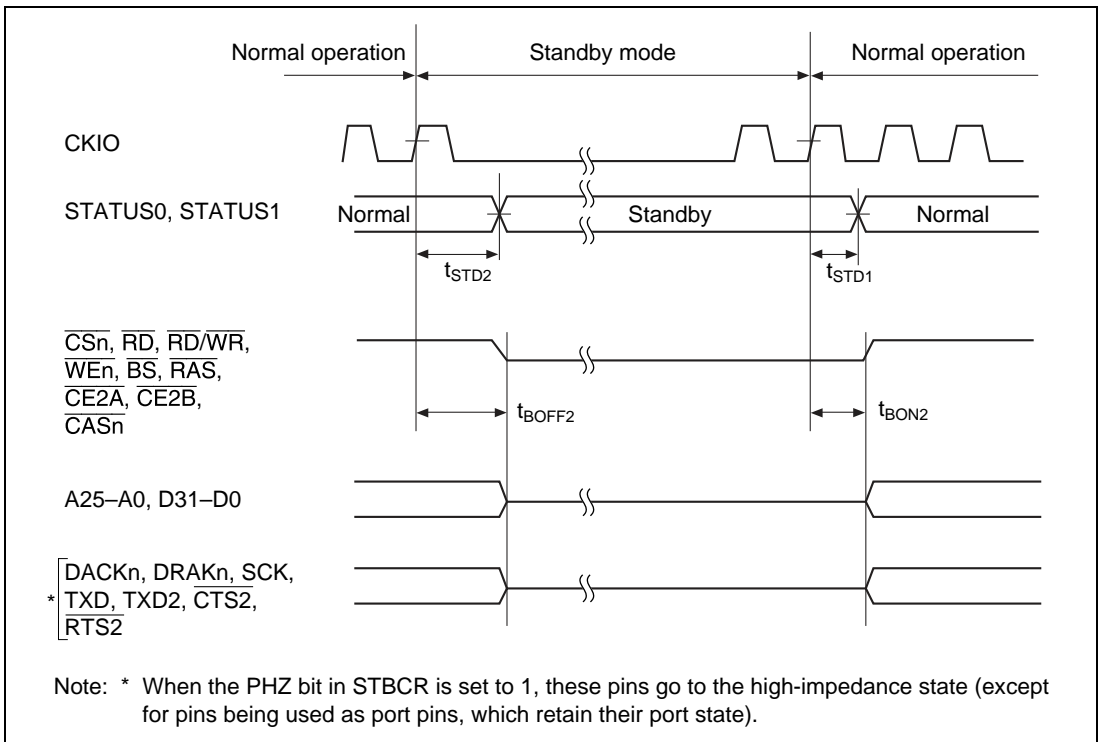 Normal operation Standby mode Normal operation
CKIO
STATUS0, STATUS1 Normal Standby Normal
tSTD2 tSTD1
CSn, RD, RD/WR,
WEn, BS, RAS,
CE2A, CE2B,
CASn
tBOFF2 tBON2
A25–A0, D31–D0
DACKn, DRAKn, SCK,
* TXD, TXD2, CTS2,
RTS2
Note: * When the PHZ bit in STBCR is set to 1, these pins go to the high-impedance state (except
for pins being used as port pins, which retain their port state).